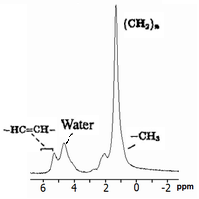 (CH₂)ₙ
-HC=CH- Water
-CH₃
6 4 2 0 -2 ppm